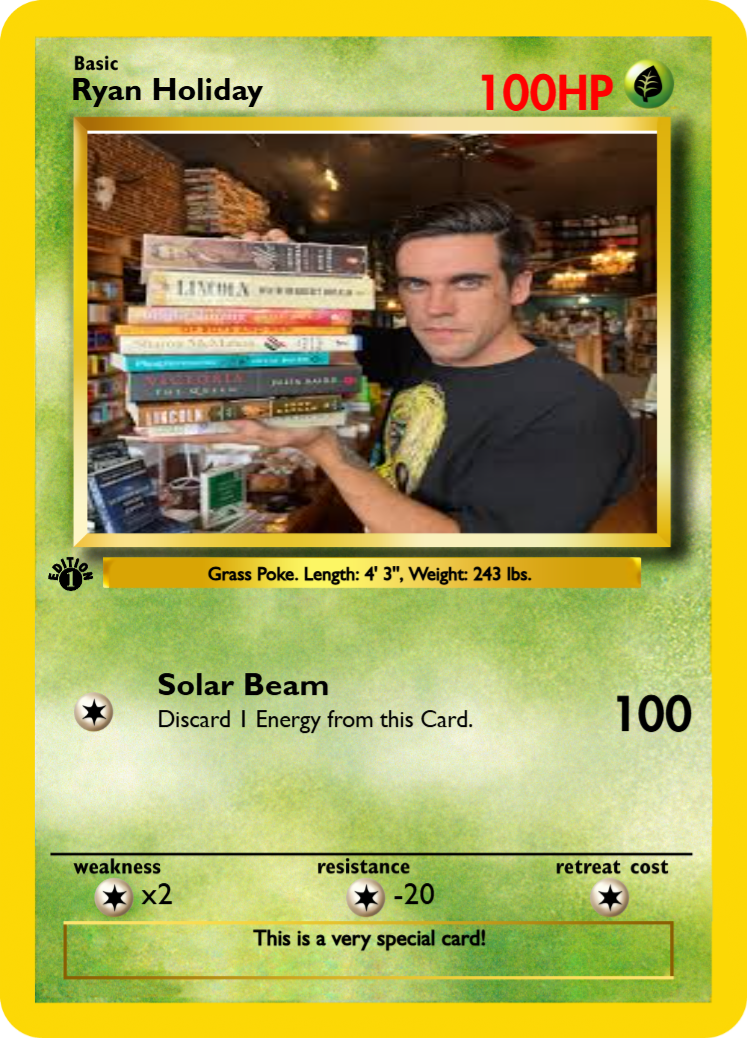 Basic
Ryan Holiday
100HP
LINCOLN
Sharon McMahon
VICTORIA
THE QUEEN
JULIA BAIRD
LINCOLN
EDITION
1
Grass Poke. Length: 4' 3", Weight: 243 lbs.
Solar Beam
Discard 1 Energy from this Card.
100
weakness
resistance
retreat cost
x2
-20
This is a very special card!